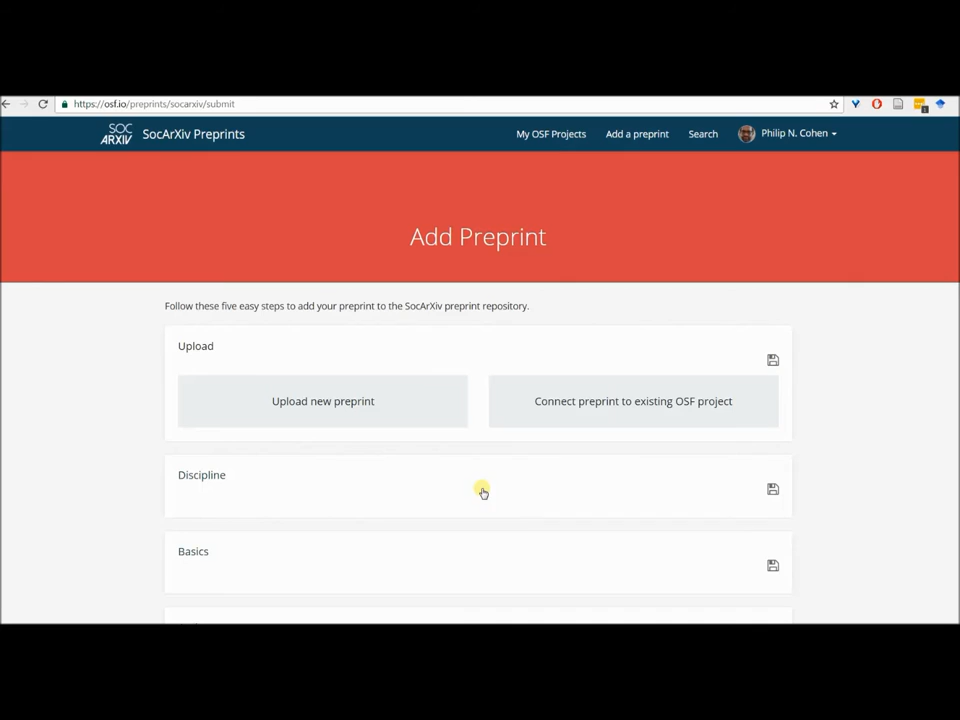 https://osf.io/preprints/socarxiv/submit
SOC
ARXIV
SocArXiv Preprints
My OSF Projects
Add a preprint
Search
Philip N. Cohen
Add Preprint
Follow these five easy steps to add your preprint to the SocArXiv preprint repository.
Upload
Upload new preprint
Connect preprint to existing OSF project
Discipline
Basics